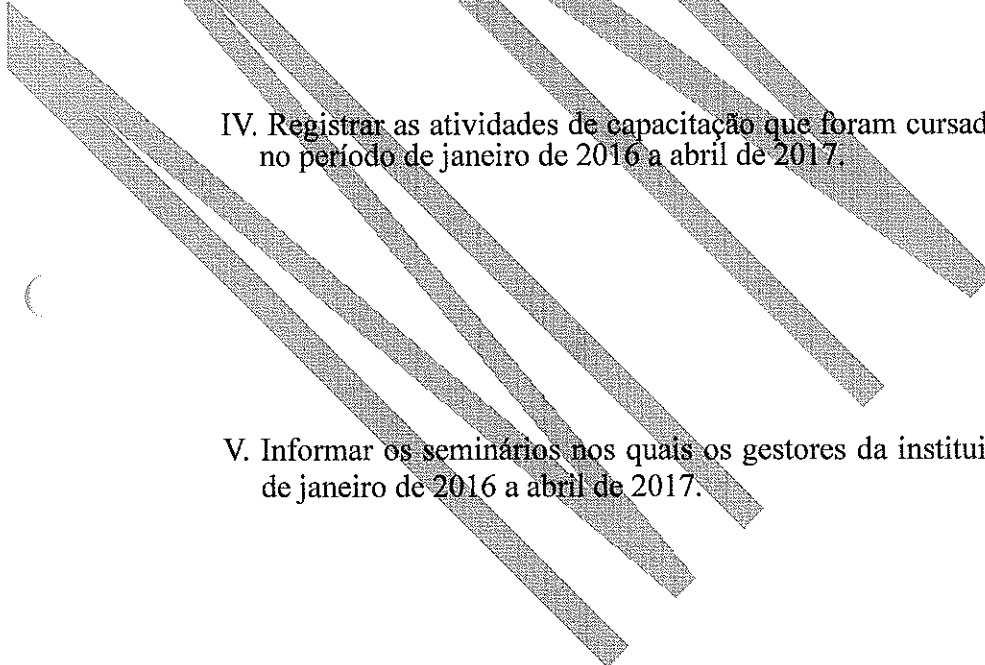 IV. Registrar as atividades de capacitação que foram cursad
no período de janeiro de 2016 a abril de 2017.
V. Informar os seminários nos quais os gestores da institui
de janeiro de 2016 a abril de 2017.